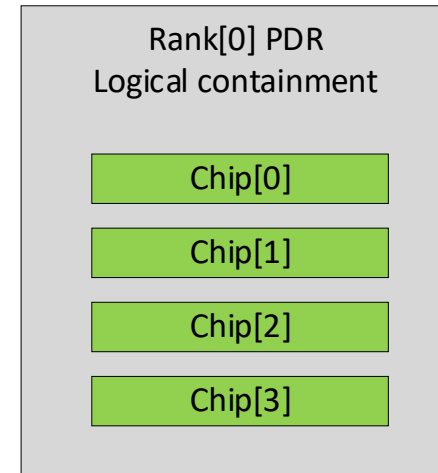 Rank[0] PDR
Logical containment
Chip[0]
Chip[1]
Chip[2]
Chip[3]